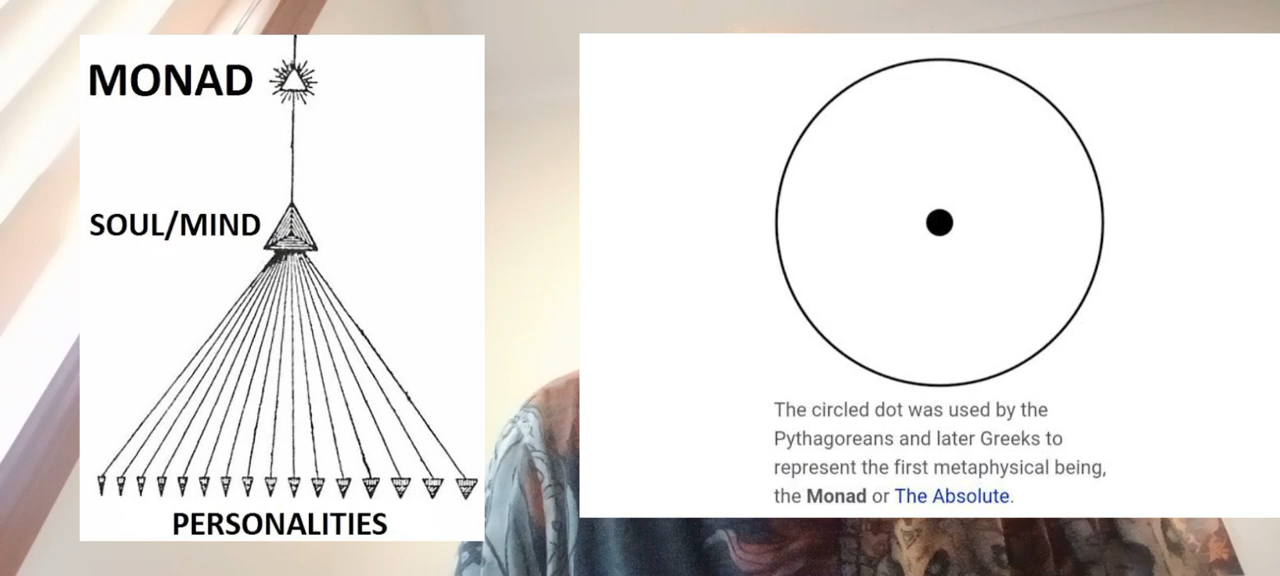 MONAD
SOUL/MIND
PERSONALITIES
The circled dot was used by the
Pythagoreans and later Greeks to
represent the first metaphysical being,
the Monad or The Absolute.